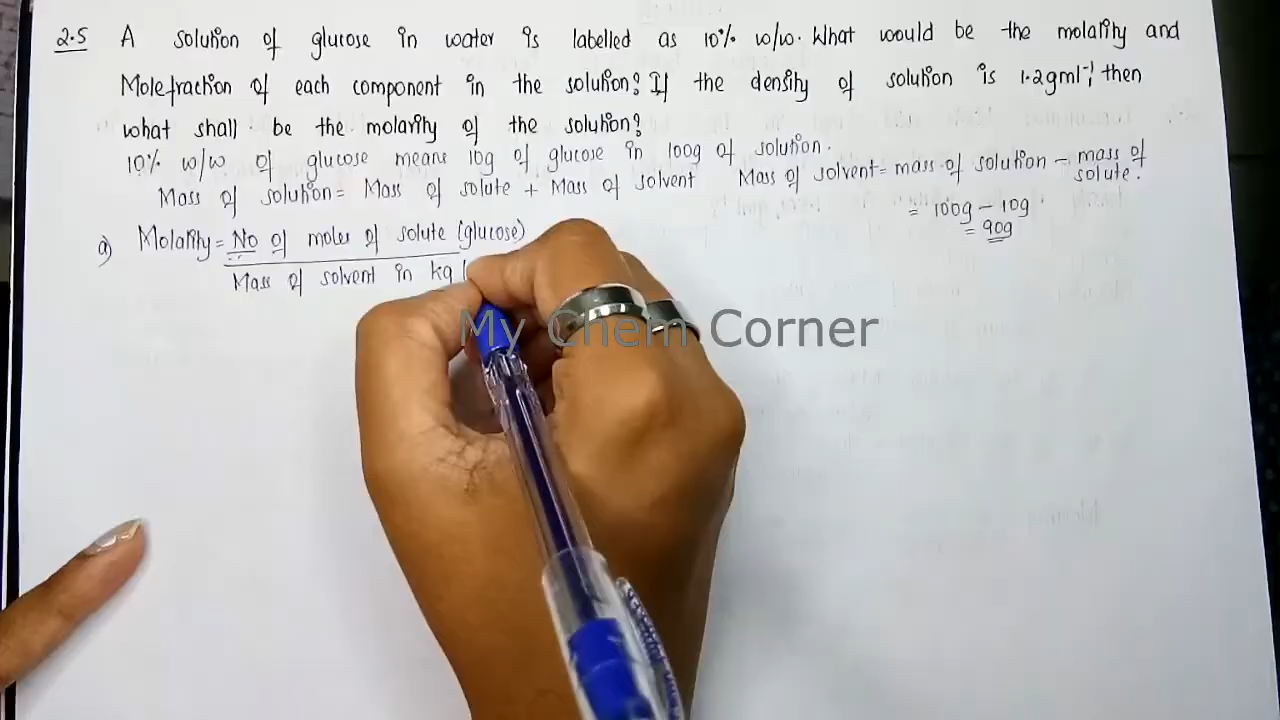 2.5 A solution of glucose in water is labelled as 10% w/w. What would be the molality and
Molefraction of each component in the solution? If the density of solution is 1.2gml⁻¹, then
what shall be the molarity of the solution?
10% w/w of glucose means 10g of glucose in 100g of solution.
Mass of solution = Mass of solute + Mass of solvent
Mass of solvent = mass of solution - mass of solute.
= 100g - 10g
= 90g
a) Molality = No of moles of solute (glucose)
Mass of solvent in kg (
My Chem Corner